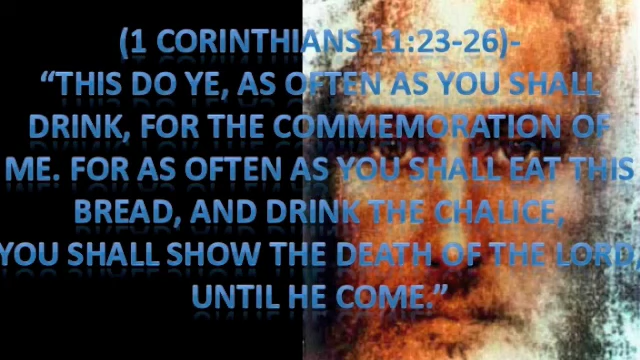 (1 CORINTHIANS 11:23-26)-
“THIS DO YE, AS OFTEN AS YOU SHALL
DRINK, FOR THE COMMEMORATION OF
ME. FOR AS OFTEN AS YOU SHALL EAT THIS
BREAD, AND DRINK THE CHALICE,
YOU SHALL SHOW THE DEATH OF THE LORD,
UNTIL HE COME.”